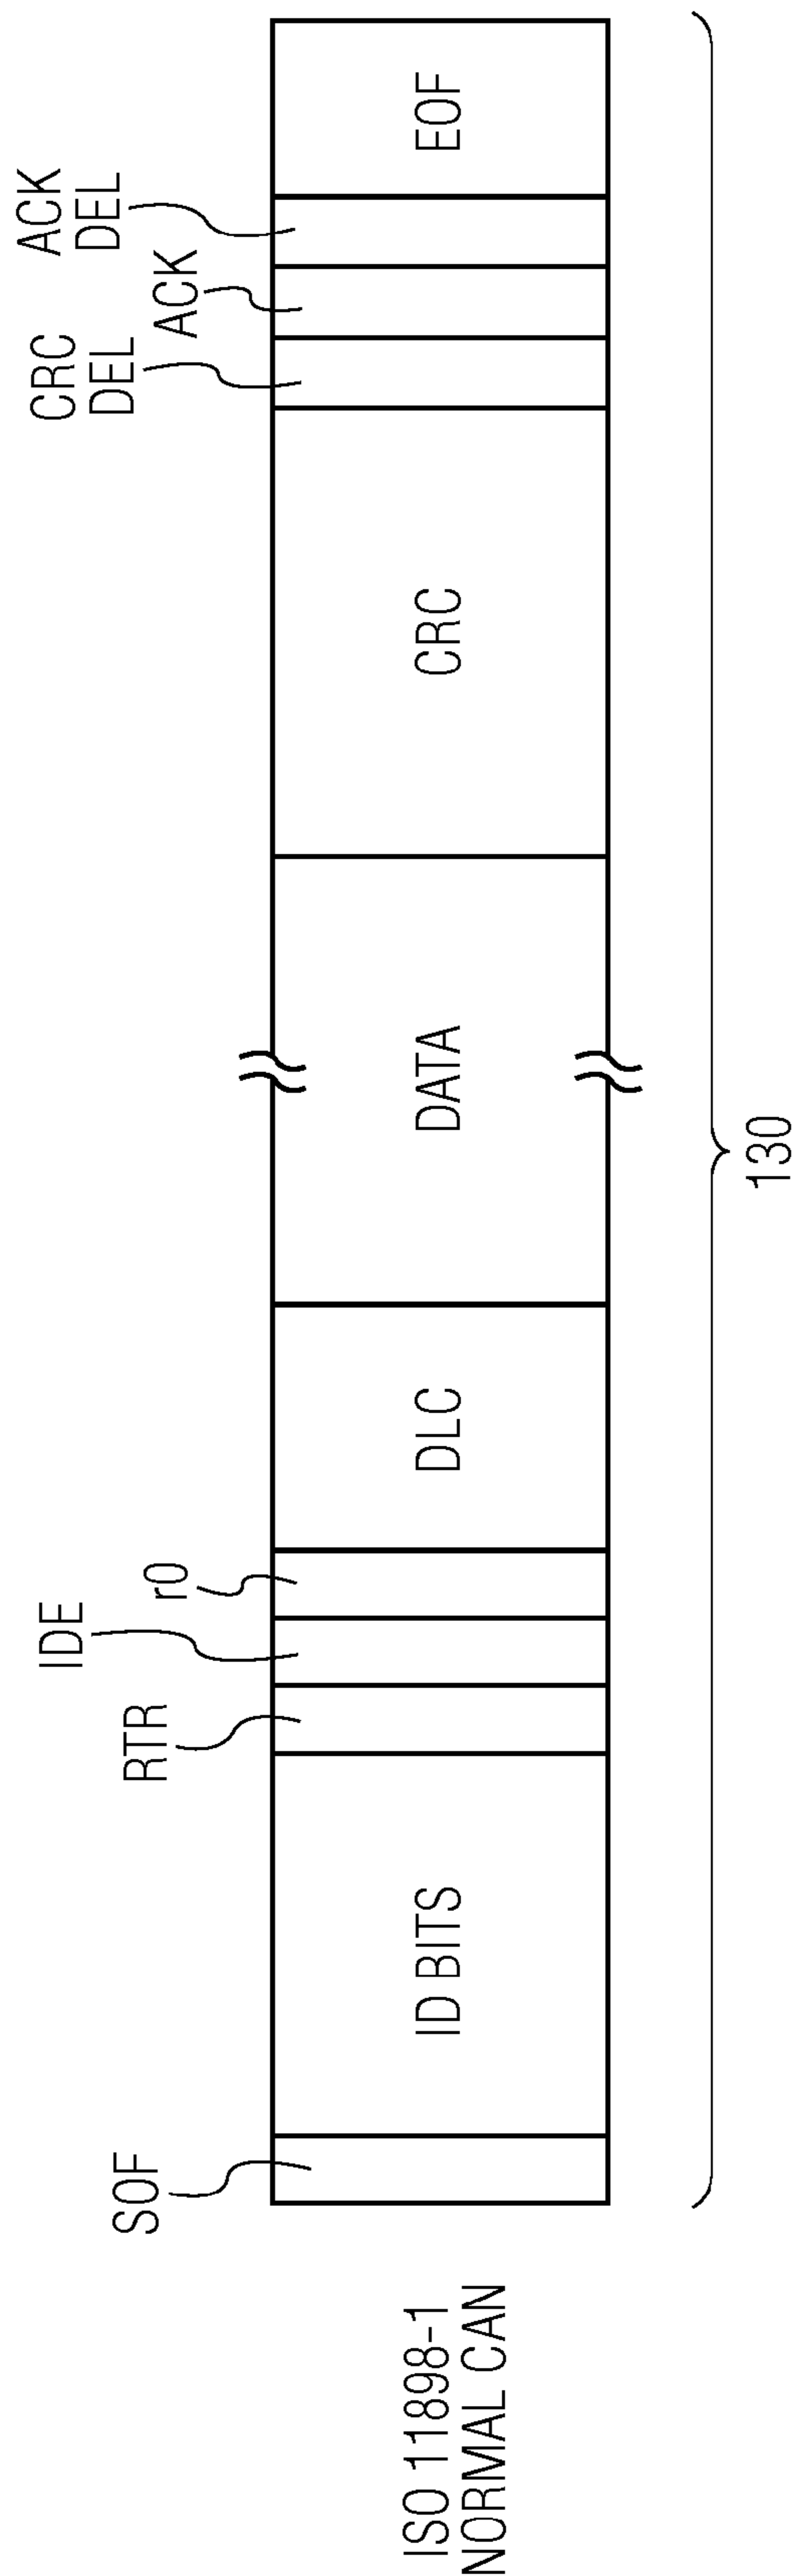 ISO 11898-1
NORMAL CAN
SOF
ID BITS
RTR
IDE
r0
DLC
DATA
CRC
CRC
DEL
ACK
ACK
DEL
EOF
130